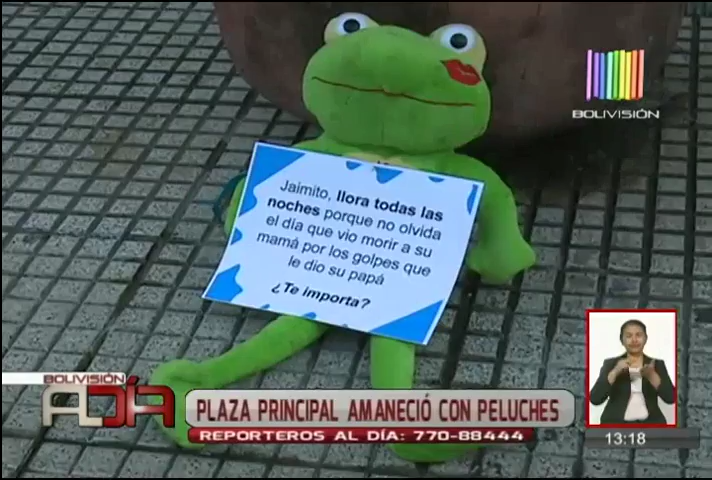 BOLIVISIÓN
Jaimito, llora todas las
noches porque no olvida
el día que vio morir a su
mamá por los golpes que
le dio su papá
¿Te importa?
BOLIVISIÓN
AL DÍA
PLAZA PRINCIPAL AMANECIÓ CON PELUCHES
REPORTEROS AL DÍA: 770-88444
13:18